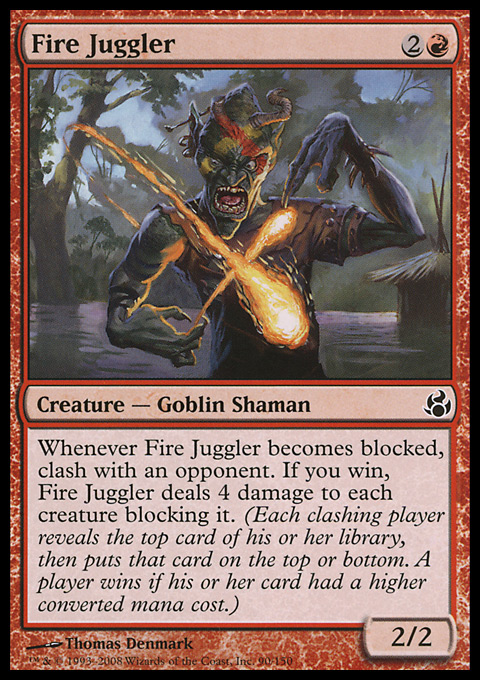 Fire Juggler 2
Creature — Goblin Shaman
Whenever Fire Juggler becomes blocked,
clash with an opponent. If you win,
Fire Juggler deals 4 damage to each
creature blocking it. (Each clashing player
reveals the top card of his or her library,
then puts that card on the top or bottom. A
player wins if his or her card had a higher
converted mana cost.)
Thomas Denmark
2/2
™ & © 1993-2008 Wizards of the Coast, Inc. 90/150